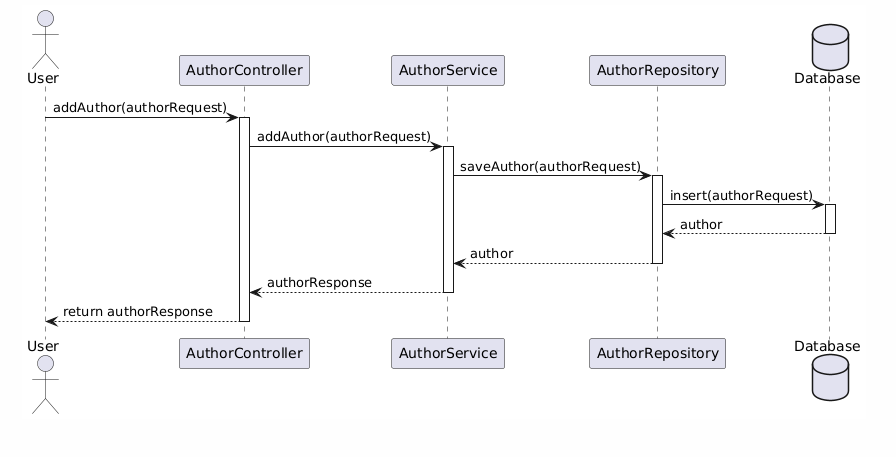 User
AuthorController
AuthorService
AuthorRepository
Database
addAuthor(authorRequest)
addAuthor(authorRequest)
saveAuthor(authorRequest)
insert(authorRequest)
author
author
authorResponse
return authorResponse
User
AuthorController
AuthorService
AuthorRepository
Database